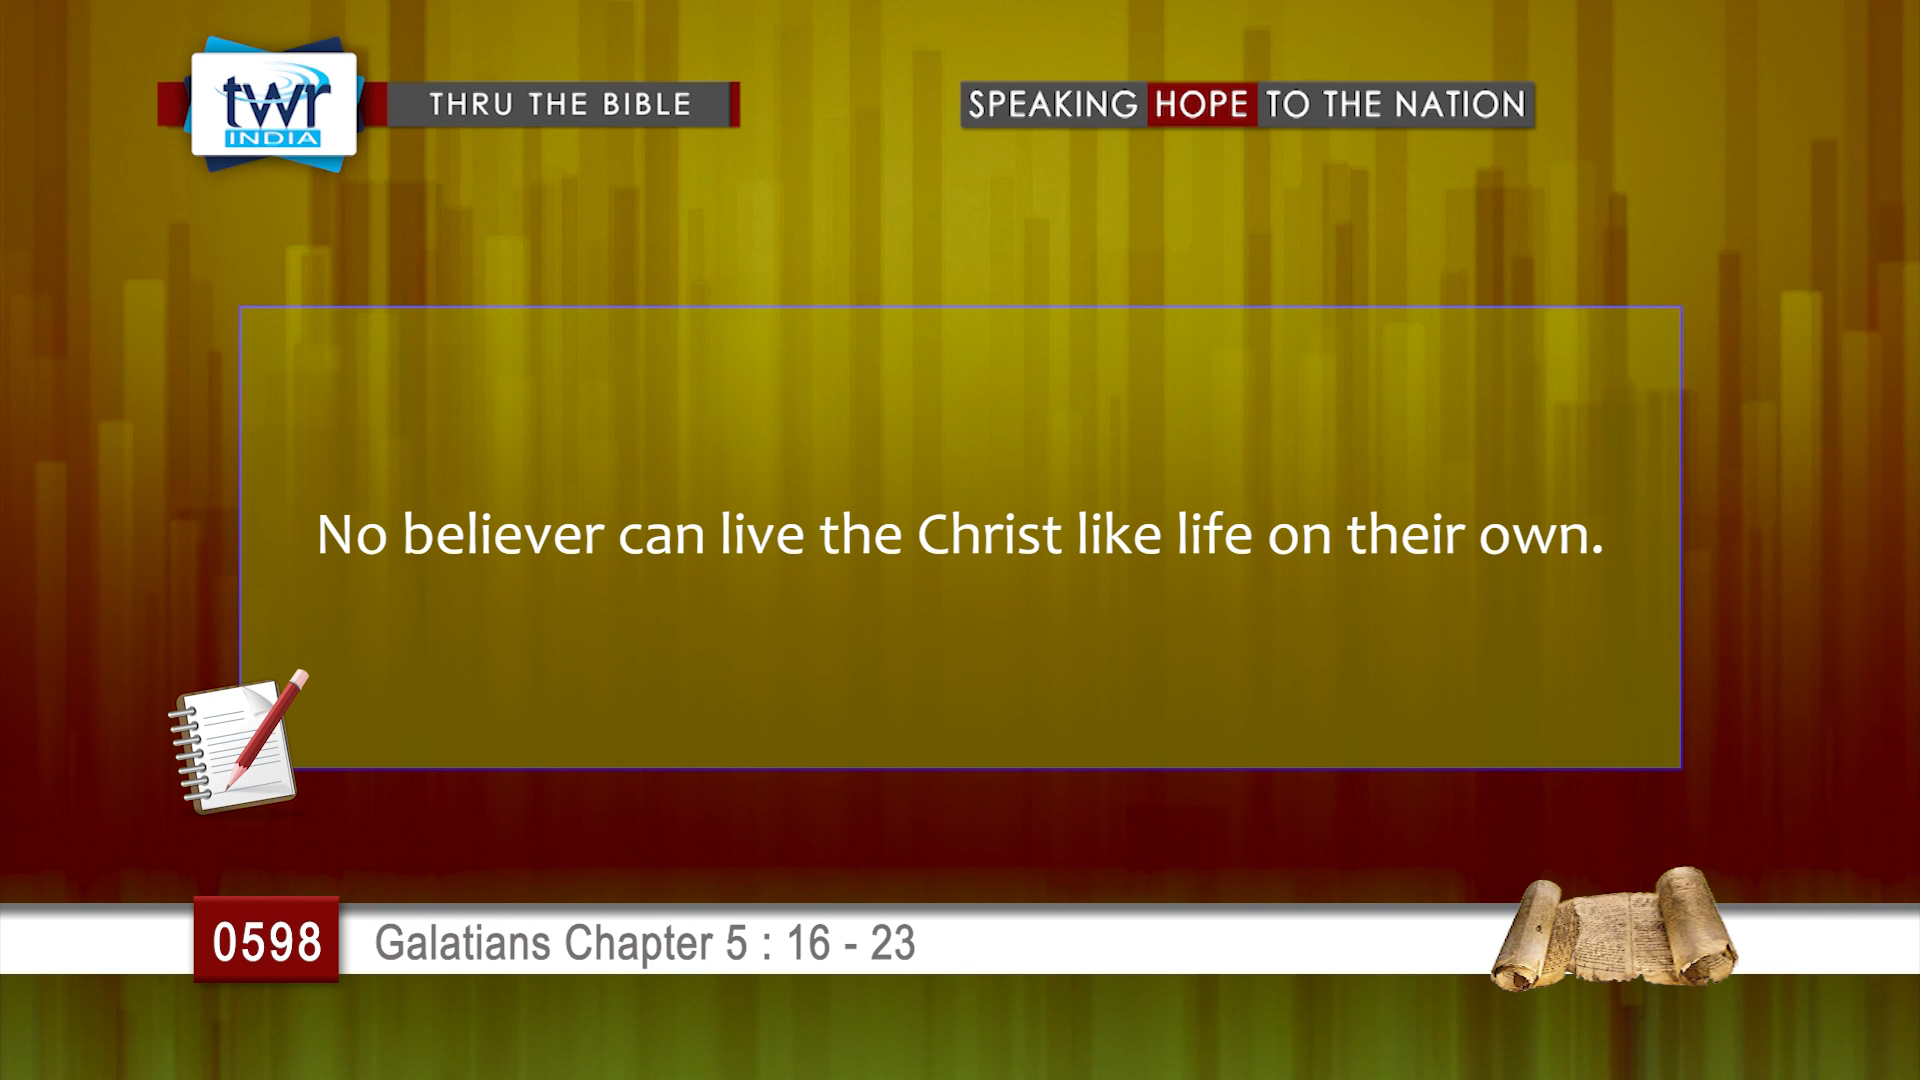 twr
INDIA
THRU THE BIBLE
SPEAKING HOPE TO THE NATION
No believer can live the Christ like life on their own.
0598
Galatians Chapter 5 : 16 - 23